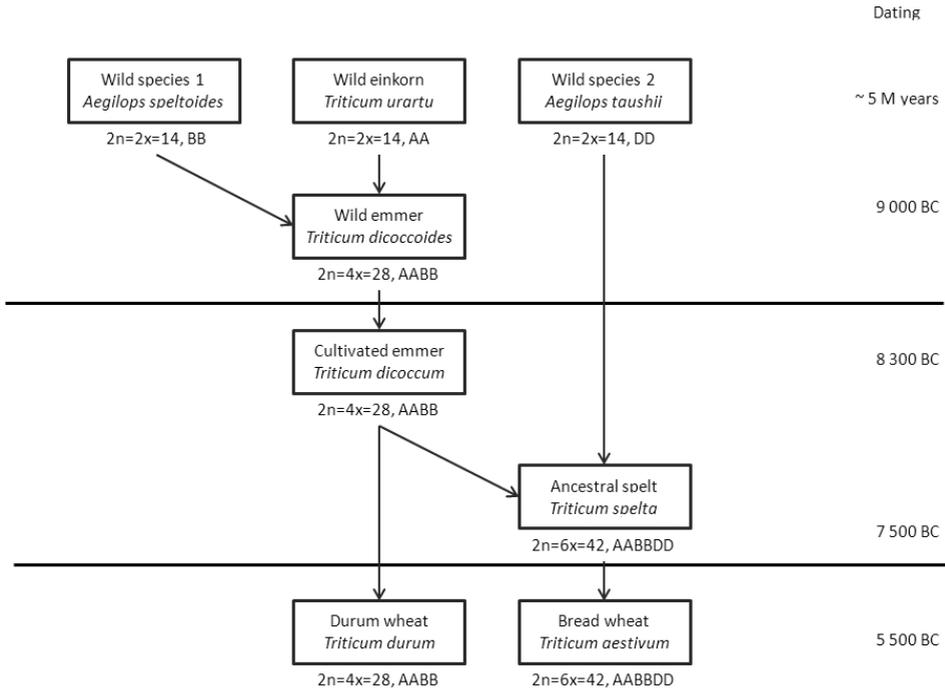 Dating
Wild species 1
Aegilops speltoides
Wild einkorn
Triticum urartu
Wild species 2
Aegilops taushii
~ 5 M years
2n=2x=14, BB
2n=2x=14, AA
2n=2x=14, DD
Wild emmer
Triticum dicoccoides
9 000 BC
2n=4x=28, AABB
Cultivated emmer
Triticum dicoccum
8 300 BC
2n=4x=28, AABB
Ancestral spelt
Triticum spelta
7 500 BC
2n=6x=42, AABBDD
Durum wheat
Triticum durum
Bread wheat
Triticum aestivum
5 500 BC
2n=4x=28, AABB
2n=6x=42, AABBDD